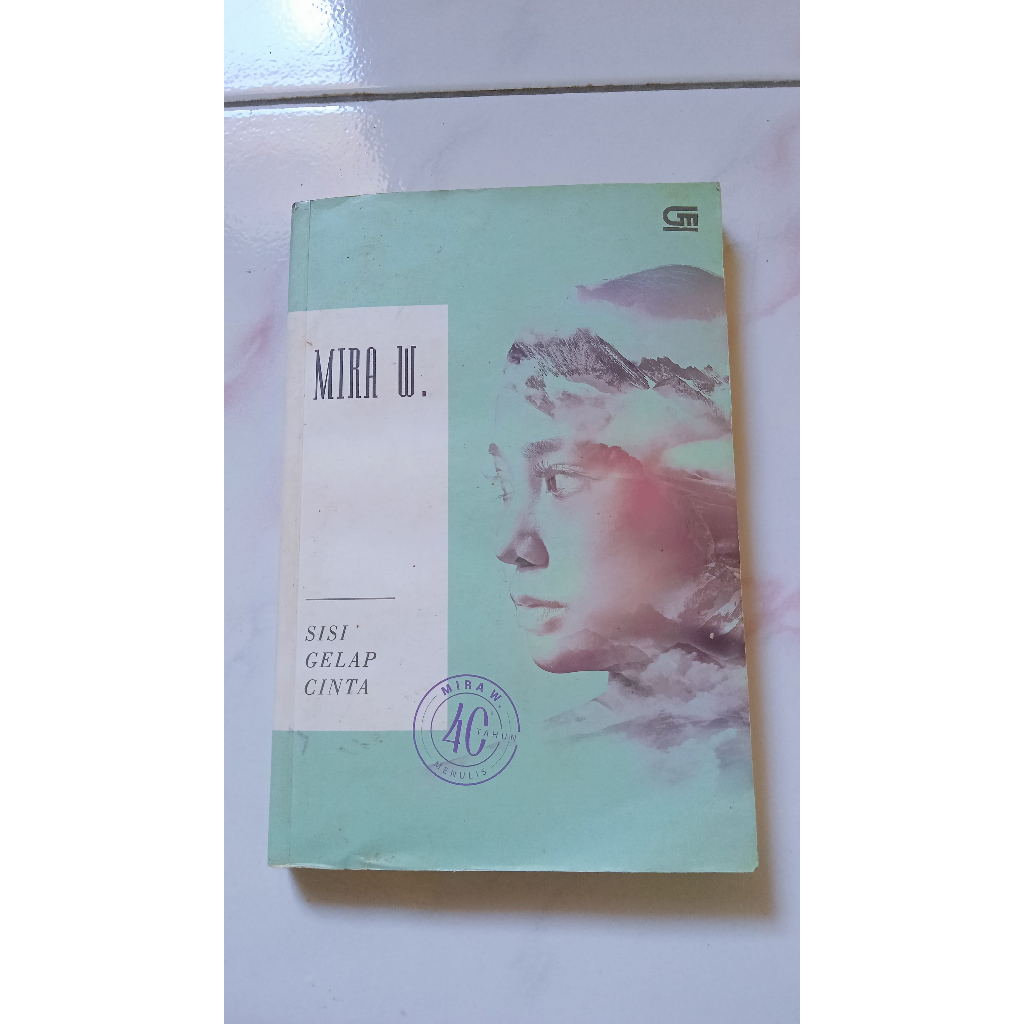 MIRA W.
SISI
GELAP
CINTA
MIRA W.
40
TAHUN
MENULIS